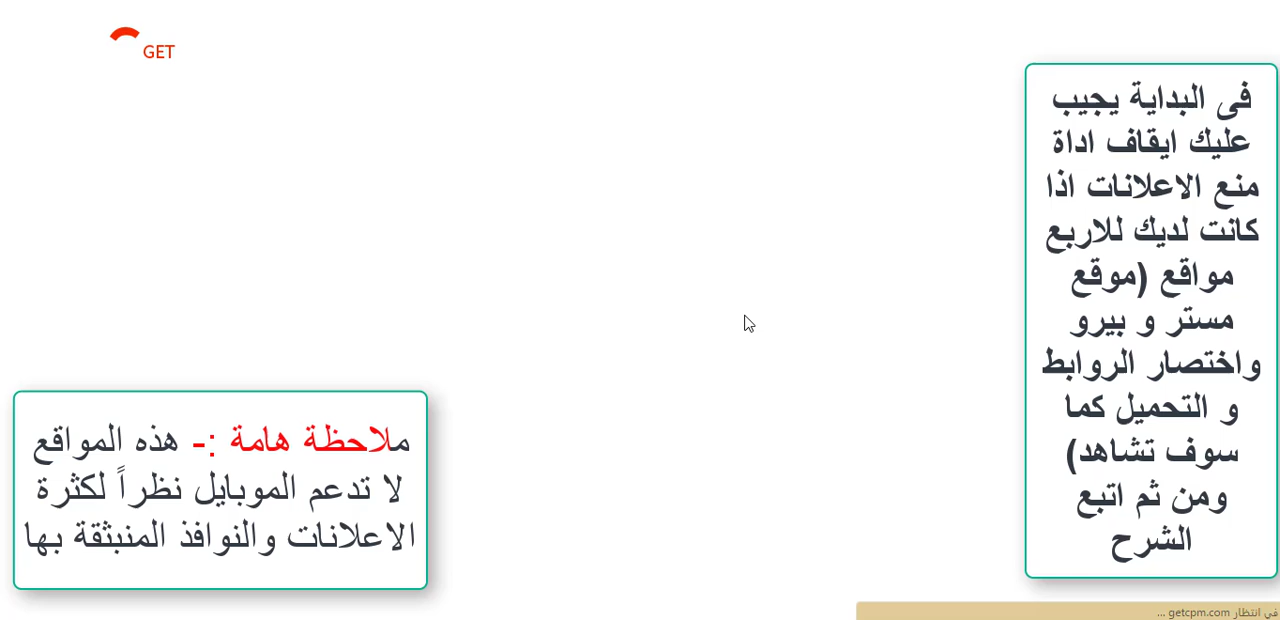 GET
فى البداية يجيب
عليك ايقاف اداة
منع الاعلانات اذا
كانت لديك للاربع
مواقع (موقع
مستر و بيرو
واختصار الروابط
و التحميل كما
سوف تشاهد)
ومن ثم اتبع
الشرح
ملاحظة هامة :- هذه المواقع
لا تدعم الموبايل نظراً لكثرة
الاعلانات والنوافذ المنبثقة بها
في انتظار getcpm.com ...